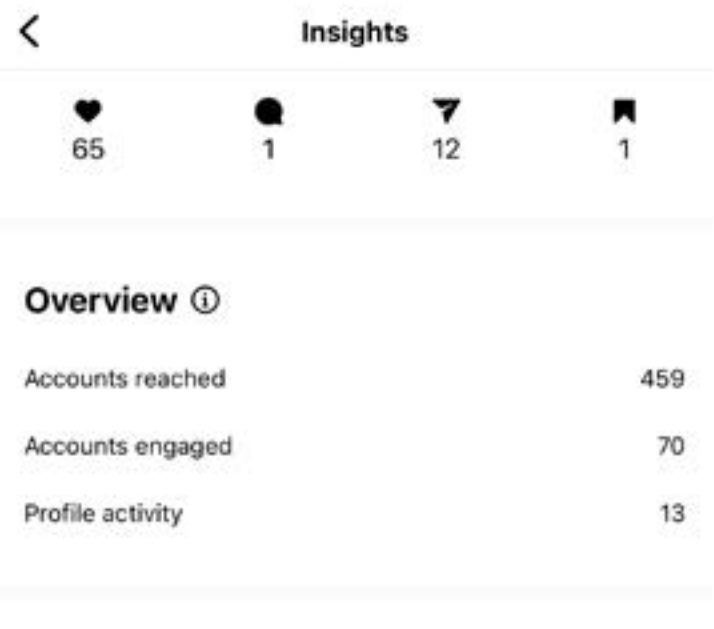 Insights
65 1 12 1
Overview
Accounts reached 459
Accounts engaged 70
Profile activity 13